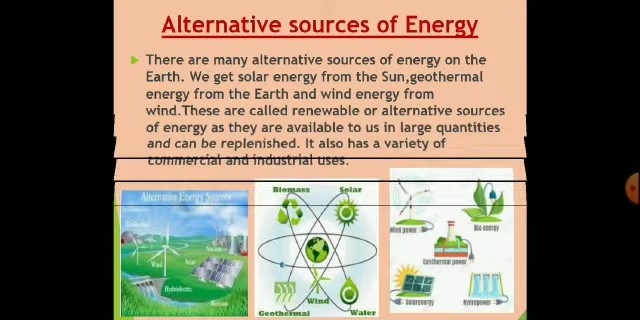 Alternative sources of Energy
There are many alternative sources of energy on the
Earth. We get solar energy from the Sun,geothermal
energy from the Earth and wind energy from
wind.These are called renewable or alternative sources
of energy as they are available to us in large quantities
and can be replenished. It also has a variety of
commercial and industrial uses.
Alternative Energy Sources
Wind
Solar
Hydroelectric
Biomass
Biomass
Solar
Wind
Geothermal
Water
Wind power
Bio energy
Geothermal power
Solarenergy
Hydropower